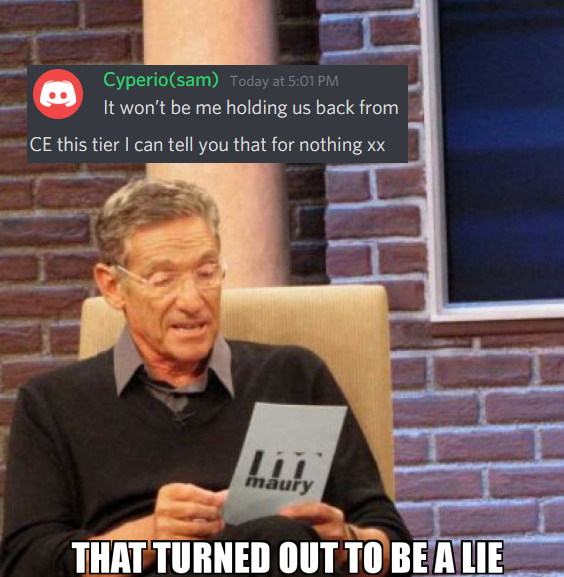 Cyperio(sam) Today at 5:01 PM
It won't be me holding us back from
CE this tier I can tell you that for nothing xx
maury
THAT TURNED OUT TO BE A LIE